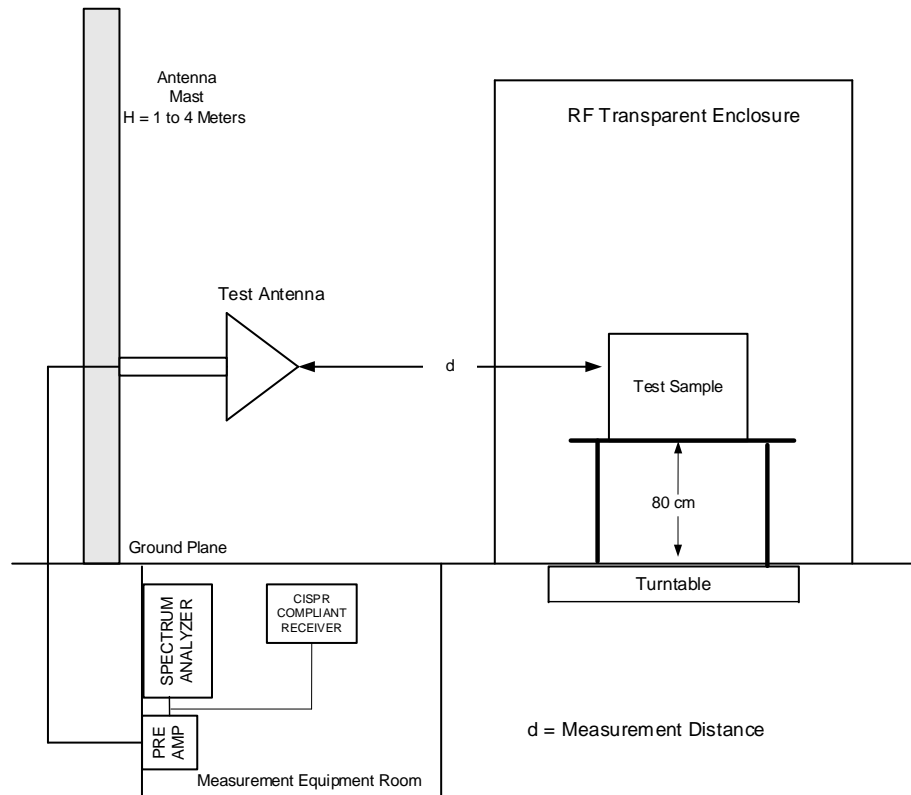 Antenna
Mast
H = 1 to 4 Meters
RF Transparent Enclosure
Test Antenna
d
Test Sample
80 cm
Ground Plane
Turntable
SPECTRUM
ANALYZER
CISPR
COMPLIANT
RECEIVER
PRE
AMP
d = Measurement Distance
Measurement Equipment Room